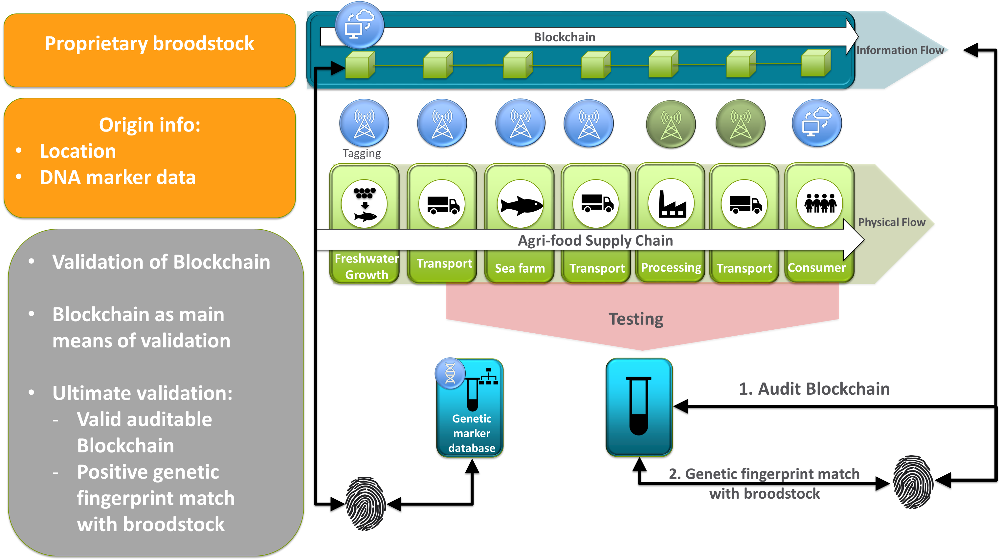 Proprietary broodstock
Origin info:
• Location
• DNA marker data
• Validation of Blockchain
• Blockchain as main
means of validation
• Ultimate validation:
- Valid auditable
Blockchain
- Positive genetic
fingerprint match
with broodstock
Blockchain
Information Flow
Tagging
Physical Flow
Agri-food Supply Chain
Freshwater
Growth
Transport
Sea farm
Transport
Processing
Transport
Consumer
Testing
Genetic
marker
database
1. Audit Blockchain
2. Genetic fingerprint match
with broodstock